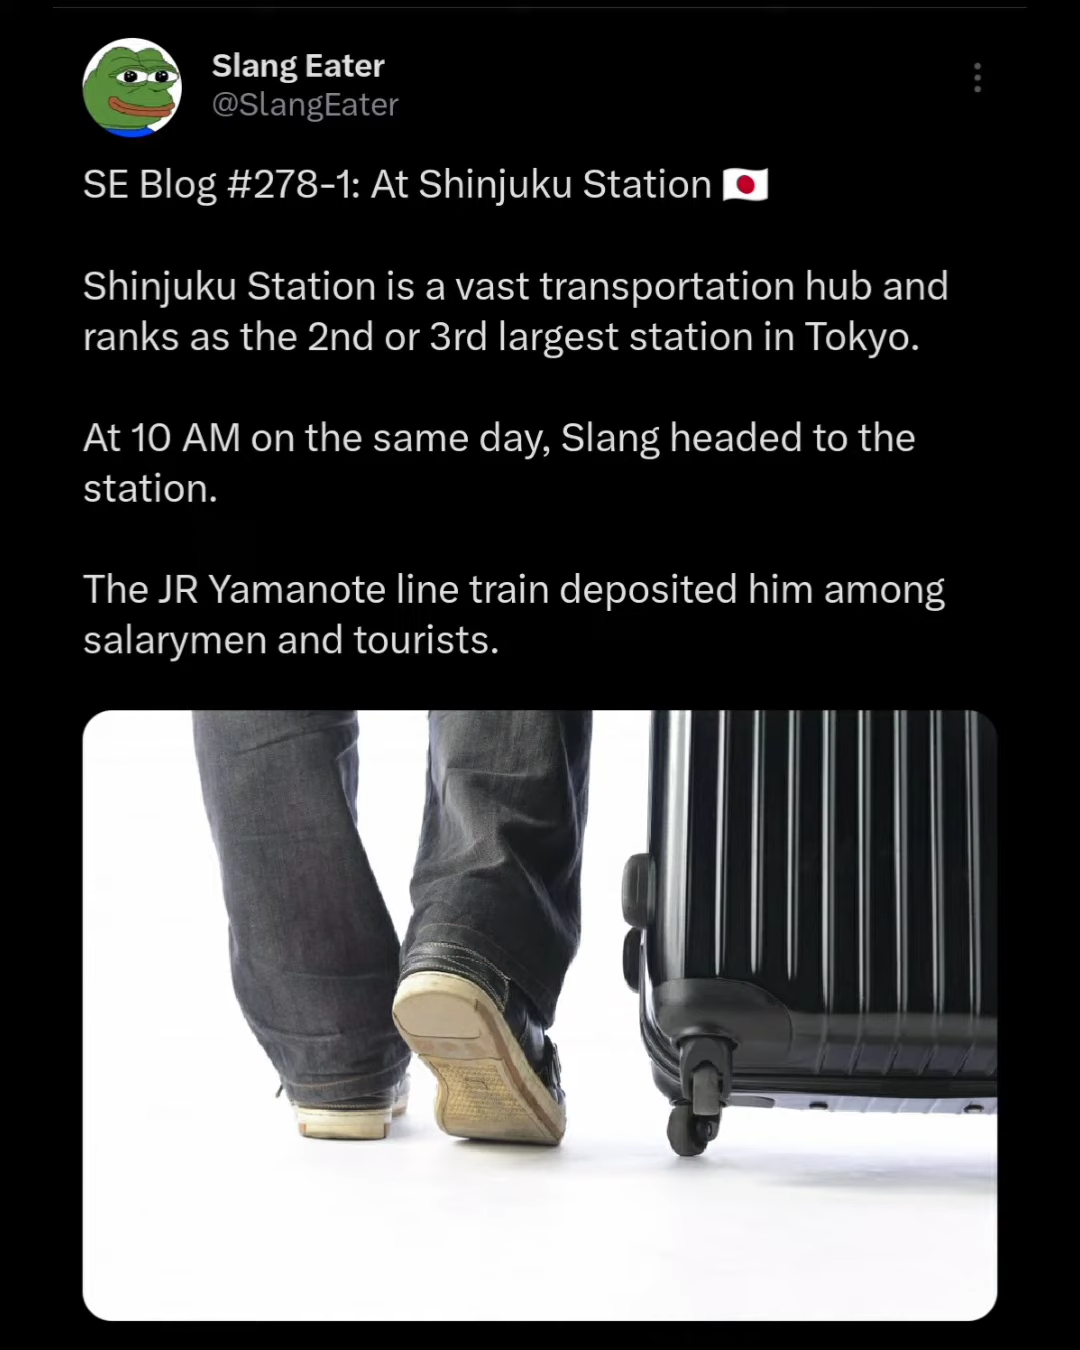 Slang Eater
@SlangEater
SE Blog #278-1: At Shinjuku Station 🇯🇵
Shinjuku Station is a vast transportation hub and
ranks as the 2nd or 3rd largest station in Tokyo.
At 10 AM on the same day, Slang headed to the
station.
The JR Yamanote line train deposited him among
salarymen and tourists.